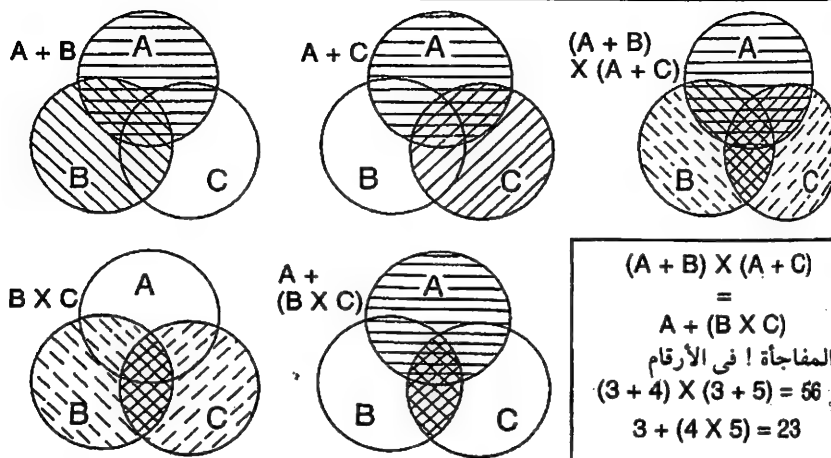 A + B
A
B
C
A + C
A
B
C
(A + B)
X (A + C)
A
B
C
B X C
A
B
C
A +
(B X C)
A
B
C
(A + B) X (A + C)
=
A + (B X C)
المفاجأة ! فى الأرقام
(3 + 4) X (3 + 5) = 56
3 + (4 X 5) = 23